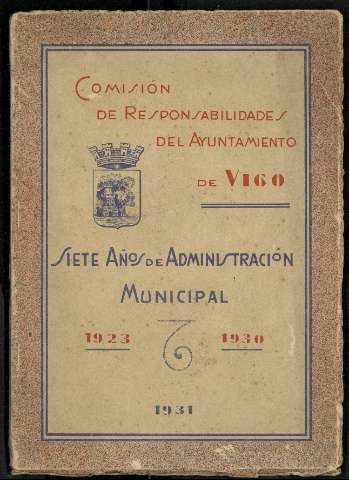 COMISIÓN
DE RESPONSABILIDADES
DEL AYUNTAMIENTO
DE VIGO
SIETE AÑOS DE ADMINISTRACIÓN
MUNICIPAL
1923 1930
1931